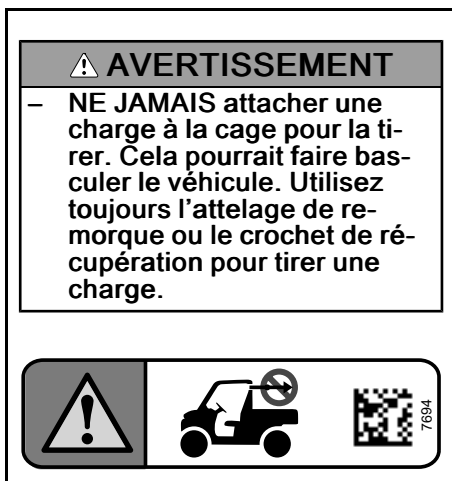 AVERTISSEMENT
– NE JAMAIS attacher une
charge à la cage pour la ti-
rer. Cela pourrait faire bas-
culer le véhicule. Utilisez
toujours l'attelage de re-
morque ou le crochet de ré-
cupération pour tirer une
charge.
7694